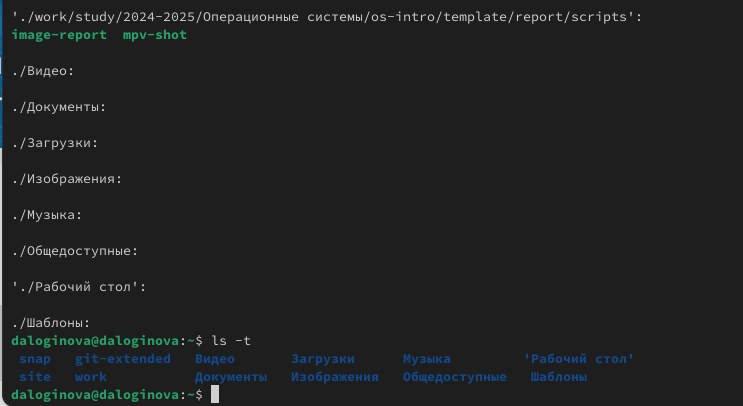 './work/study/2024-2025/Операционные системы/os-intro/template/report/scripts':
image-report  mpv-shot
./Видео:
./Документы:
./Загрузки:
./Изображения:
./Музыка:
./Общедоступные:
'./Рабочий стол':
./Шаблоны:
daloginova@daloginova:~$ ls -t
snap   git-extended   Видео       Загрузки      Музыка         'Рабочий стол'
site   work           Документы   Изображения   Общедоступные   Шаблоны
daloginova@daloginova:~$